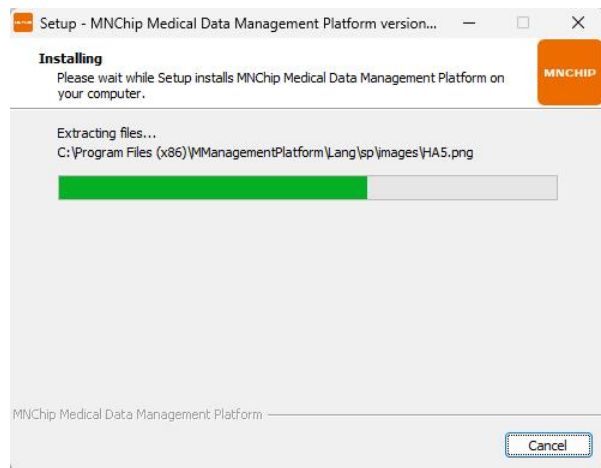 Setup - MNChip Medical Data Management Platform version...
Installing
Please wait while Setup installs MNChip Medical Data Management Platform on
your computer.
MNCHIP
Extracting files...
C:\Program Files (x86)\MManagementPlatform\Lang\sp\images\HA5.png
MNChip Medical Data Management Platform
Cancel